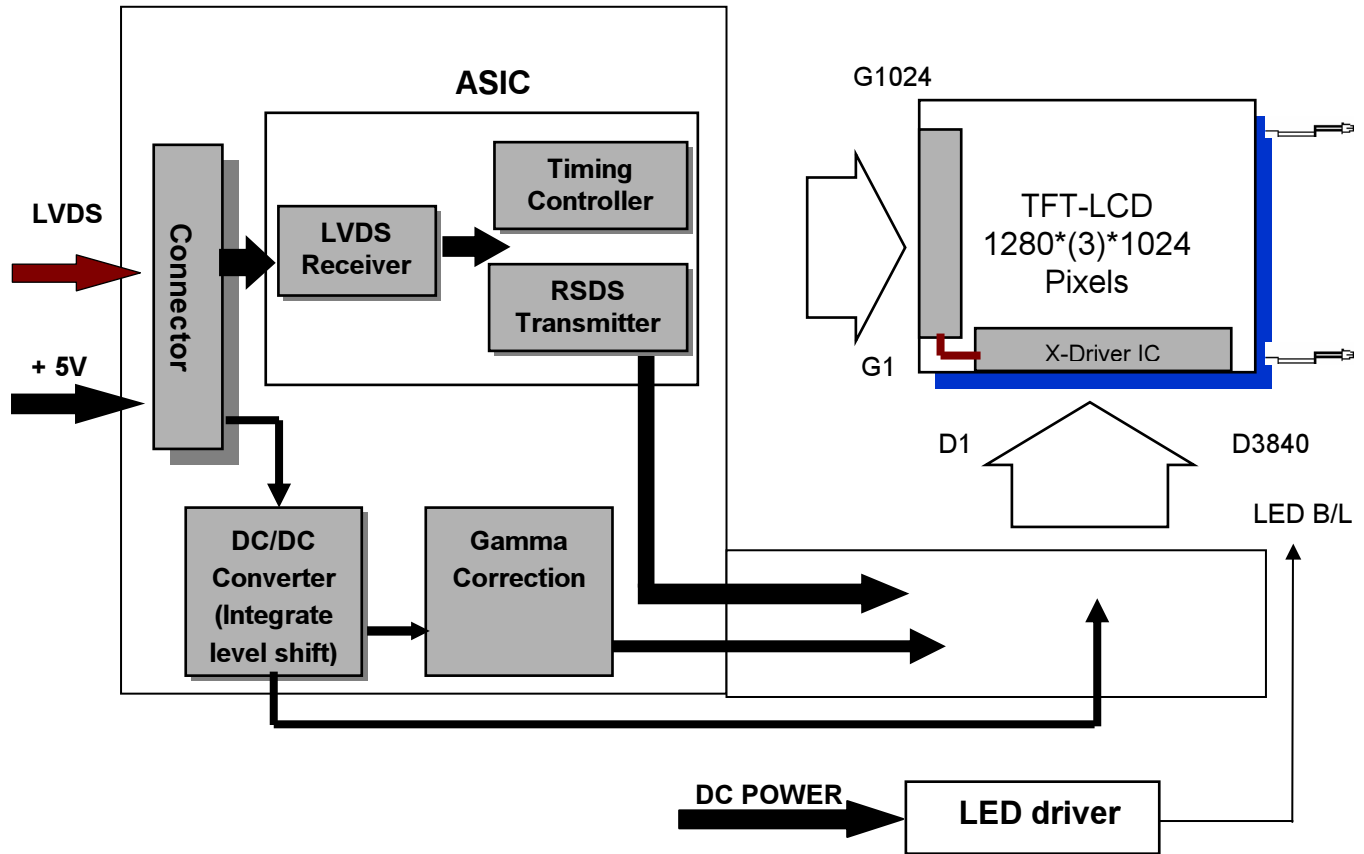 ASIC
G1024
LVDS
+ 5V
Connector
LVDS
Receiver
Timing
Controller
RSDS
Transmitter
TFT-LCD
1280*(3)*1024
Pixels
X-Driver IC
G1
D1
D3840
LED B/L
DC/DC
Converter
(Integrate
level shift)
Gamma
Correction
DC POWER
LED driver